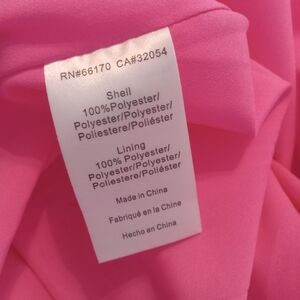 RN#66170 CA#32054
Shell
100%Polyester/
Polyester/Polyester/
Poliestere/Poliéster
Lining
100% Polyester/
Polyester/Polyester/
Poliestere/Poliéster
Made in China
Fabriqué en la Chine
Hecho en China